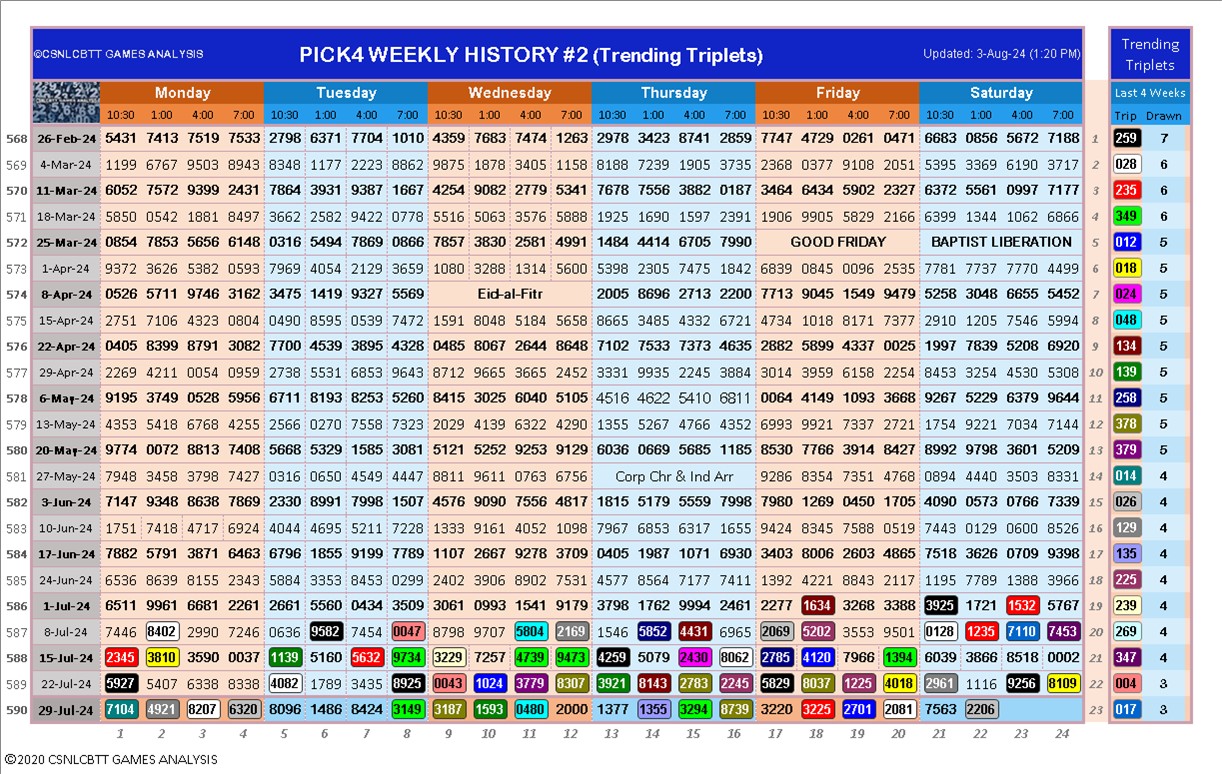 ©CSNLCBTT GAMES ANALYSIS PICK4 WEEKLY HISTORY #2 (Trending Triplets) Updated: 3-Aug-24 (1:20 PM) Trending
Triplets
Monday Tuesday Wednesday Thursday Friday Saturday Last 4 Weeks
10:30 1:00 4:00 7:00 10:30 1:00 4:00 7:00 10:30 1:00 4:00 7:00 10:30 1:00 4:00 7:00 10:30 1:00 4:00 7:00 10:30 1:00 4:00 7:00 Trip Drawn
568 26-Feb-24 5431 7413 7519 7533 2798 6371 7704 1010 4359 7683 7474 1263 2978 3423 8741 2859 7747 4729 0261 0471 6683 0856 5672 7188 1 259 7
569 4-Mar-24 1199 6767 9503 8943 8348 1177 2223 8862 9875 1878 3405 1158 8188 7239 1905 3735 2368 0377 9108 2051 5395 3369 6190 3717 2 028 6
570 11-Mar-24 6052 7572 9399 2431 7864 3931 9387 1667 4254 9082 2779 5341 7678 7556 3882 0187 3464 6434 5902 2327 6372 5561 0997 7177 3 235 6
571 18-Mar-24 5850 0542 1881 8497 3662 2582 9422 0778 5516 5063 3576 5888 1925 1690 1597 2391 1906 9905 5829 2166 6399 1344 1062 6866 4 349 6
572 25-Mar-24 0854 7853 5656 6148 0316 5494 7869 0866 7857 3830 2581 4991 1484 4414 6705 7990 GOOD FRIDAY BAPTIST LIBERATION 5 012 5
573 1-Apr-24 9372 3626 5382 0593 7969 4054 2129 3659 1080 3288 1314 5600 5398 2305 7475 1842 6839 0845 0096 2535 7781 7737 7770 4499 6 018 5
574 8-Apr-24 0526 5711 9746 3162 3475 1419 9327 5569 Eid-al-Fitr 2005 8696 2713 2200 7713 9045 1549 9479 5258 3048 6655 5452 7 024 5
575 15-Apr-24 2751 7106 4323 0804 0490 8595 0539 7472 1591 8048 5184 5658 8665 3485 4332 6721 4734 1018 8171 7377 2910 1205 7546 5994 8 048 5
576 22-Apr-24 0405 8399 8791 3082 7700 4539 3895 4328 0485 8067 2644 8648 7102 7533 7373 4635 2882 5899 4337 0025 1997 7839 5208 6920 9 134 5
577 29-Apr-24 2269 4211 0054 0959 2738 5531 6853 9643 8712 9665 3665 2452 3331 9935 2245 3884 3014 3959 6158 2254 8453 3254 4530 5308 10 139 5
578 6-May-24 9195 3749 0528 5956 6711 8193 8253 5260 8415 3025 6040 5105 4516 4622 5410 6811 0064 4149 1093 3668 9267 5229 6379 9644 11 258 5
579 13-May-24 4353 5418 6768 4255 2566 0270 7558 7323 2029 4139 6322 4290 1355 5267 4766 4352 6993 9921 7337 2721 1754 9221 7034 7144 12 378 5
580 20-May-24 9774 0072 8813 7408 5668 5329 1585 3081 5121 5252 9253 9129 6036 0669 5685 1185 8530 7766 3914 8427 8992 9798 3601 5209 13 379 5
581 27-May-24 7948 3458 3798 7427 0316 0650 4549 4447 8811 9611 0763 6756 Corp Chr & Ind Arr 9286 8354 7351 4768 0894 4440 3503 8331 14 014 4
582 3-Jun-24 7147 9348 8638 7869 2330 8991 7998 1507 4576 9090 7556 4817 1815 5179 5559 7998 7980 1269 0450 1705 4090 0573 0766 7339 15 026 4
583 10-Jun-24 1751 7418 4717 6924 4044 4695 5211 7228 1333 9161 4052 1098 7967 6853 6317 1655 9424 8345 7588 0519 7443 0129 0600 8526 16 129 4
584 17-Jun-24 7882 5791 3871 6463 6796 1855 9199 7789 1107 2667 9278 3709 0405 1987 1071 6930 3403 8006 2603 4865 7518 3626 0709 9398 17 135 4
585 24-Jun-24 6536 8639 8155 2343 5884 3353 8453 0299 2402 3906 8902 7531 4577 8564 7177 7411 1392 4221 8843 2117 1195 7789 1388 3966 18 225 4
586 1-Jul-24 6511 9961 6681 2261 2661 5560 0434 3509 3061 0993 1541 9179 3798 1762 9994 2461 2277 1634 3268 3388 3925 1721 1532 5767 19 239 4
587 8-Jul-24 7446 8402 2990 7246 0636 9582 7454 0047 8798 9707 5804 2169 1546 5852 4431 6965 2069 5202 3553 9501 0128 1235 7110 7453 20 269 4
588 15-Jul-24 2345 3810 3590 0037 1139 5160 5632 9734 3229 7257 4739 9473 4259 5079 2430 8062 2785 4120 7966 1394 6039 3866 8518 0002 21 347 4
589 22-Jul-24 5927 5407 6338 8338 4082 1789 3435 8925 0043 1024 3779 8307 3921 8143 2783 2245 5829 8037 1225 4018 2961 1116 9256 8109 22 004 3
590 29-Jul-24 7104 4921 8207 6320 8096 1486 8424 3149 3187 1593 0480 2000 1377 1355 3294 8739 3220 3225 2701 2081 7563 2206 23 017 3
1 2 3 4 5 6 7 8 9 10 11 12 13 14 15 16 17 18 19 20 21 22 23 24
©2020 CSNLCBTT GAMES ANALYSIS